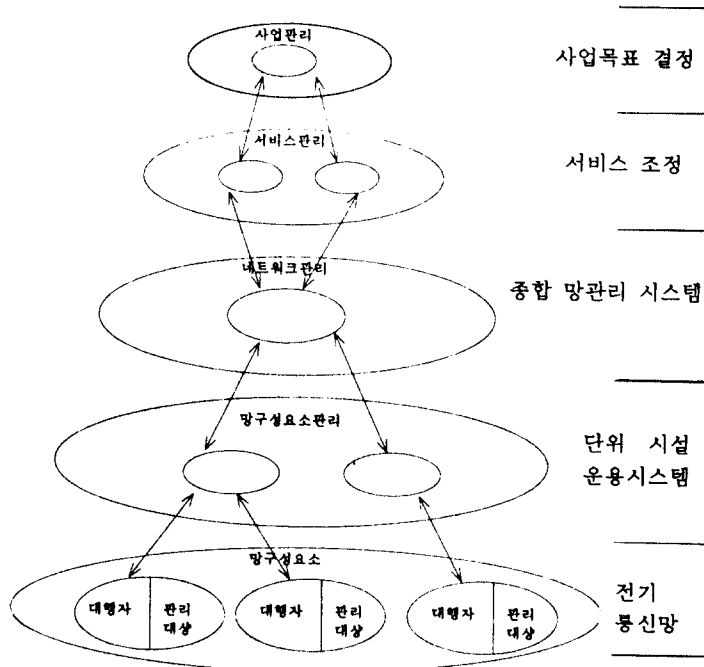 사업관리
사업목표 결정
서비스관리
서비스 조정
네트워크관리
종합 망관리 시스템
망구성요소관리
단위 시설
운용시스템
망구성요소
대행자
관리
대상
대행자
관리
대상
대행자
관리
대상
전기
통신망